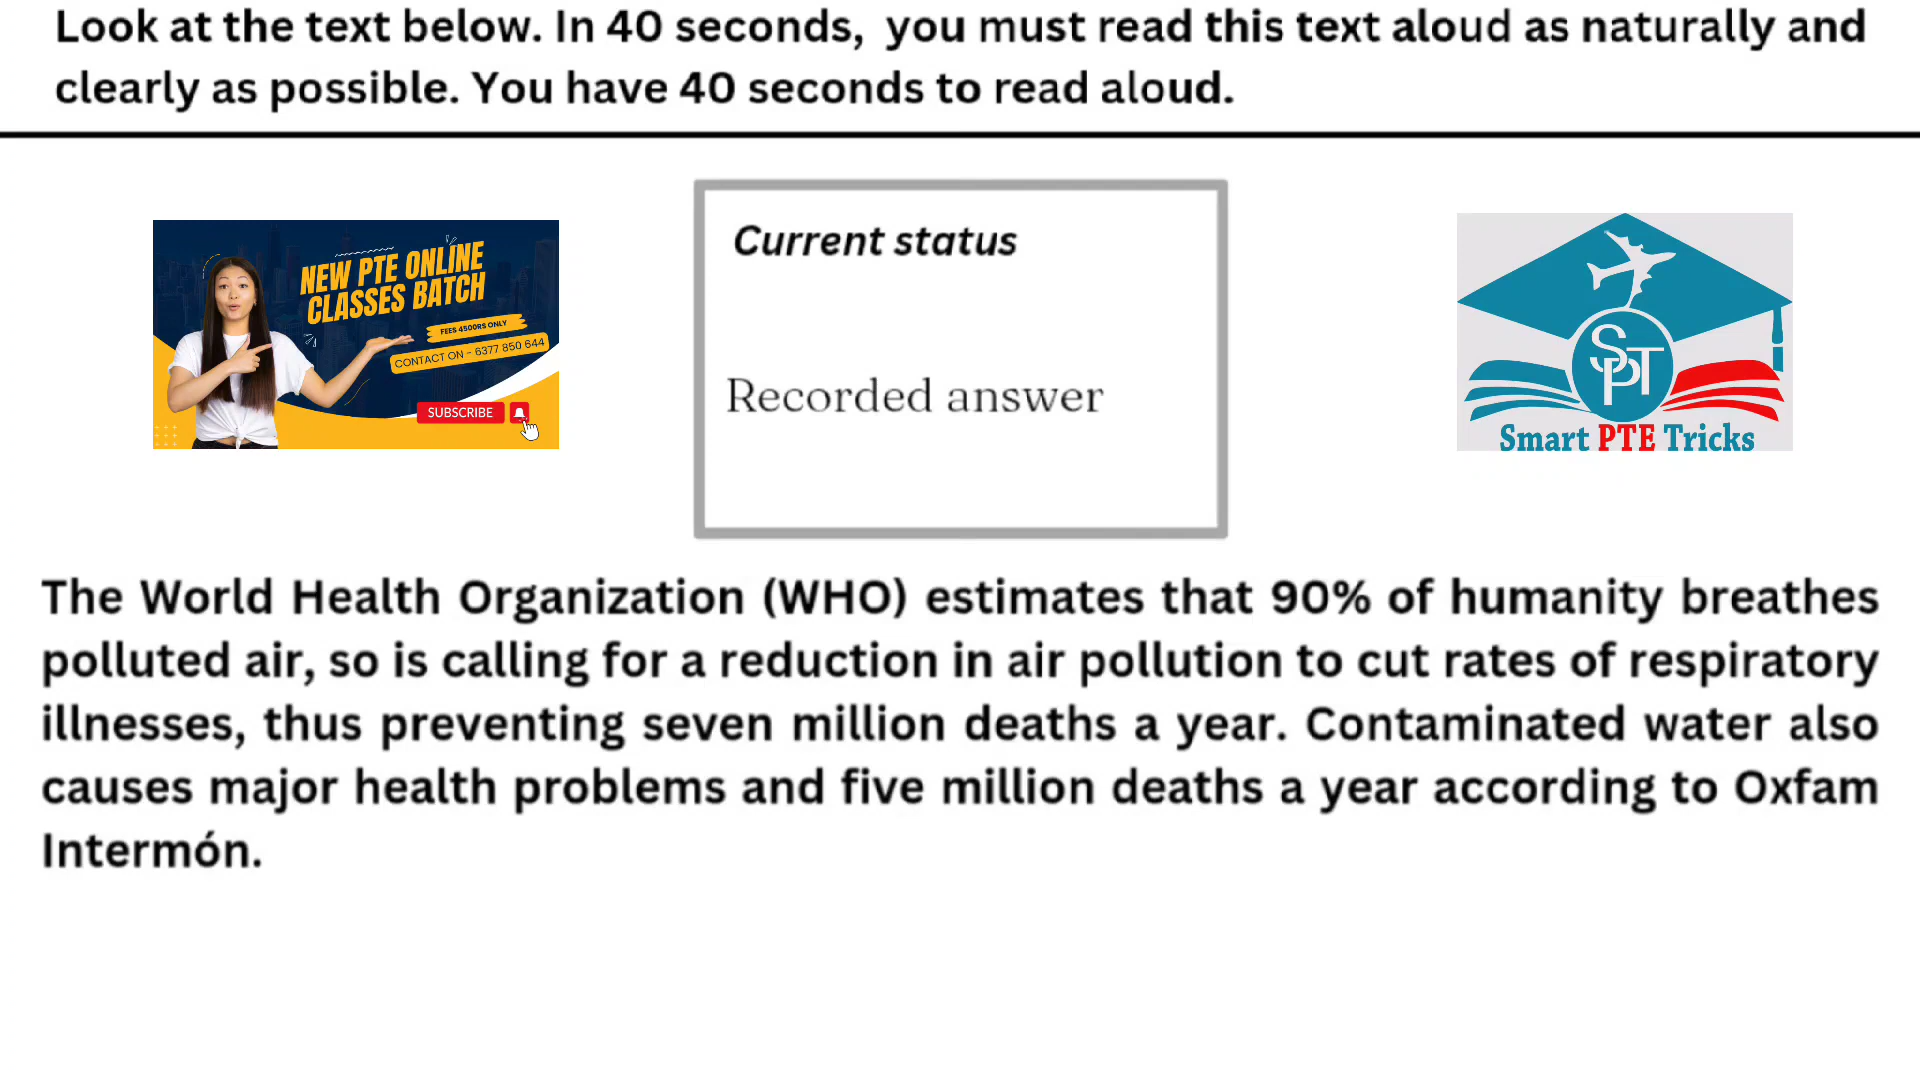 Look at the text below. In 40 seconds, you must read this text aloud as naturally and
clearly as possible. You have 40 seconds to read aloud.
NEW PTE ONLINE
CLASSES BATCH
FEES 4500RS ONLY
CONTACT ON - 6377 850 644
SUBSCRIBE
Current status
Recorded answer
SPT
Smart PTE Tricks
The World Health Organization (WHO) estimates that 90% of humanity breathes
polluted air, so is calling for a reduction in air pollution to cut rates of respiratory
illnesses, thus preventing seven million deaths a year. Contaminated water also
causes major health problems and five million deaths a year according to Oxfam
Intermón.